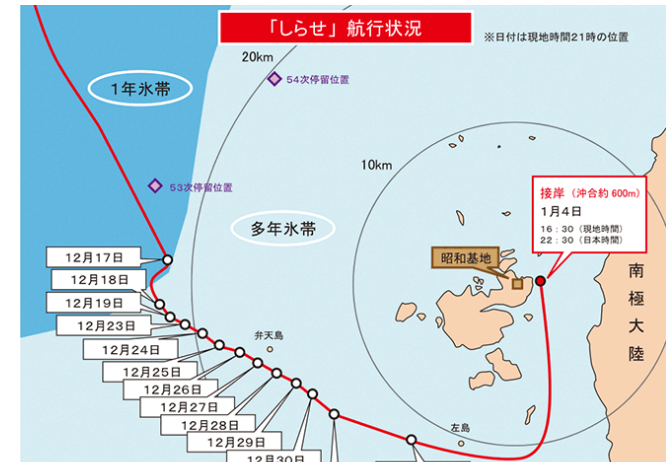 「しらせ」航行状況
※日付は現地時間21時の位置
20km
54次停留位置
1年氷帯
10km
53次停留位置
接岸（沖合約600m）
1月4日
16：30（現地時間）
22：30（日本時間）
多年氷帯
昭和基地
南極大陸
12月17日
12月18日
12月19日
12月23日
弁天島
12月24日
12月25日
12月26日
12月27日
12月28日
12月29日
左島
12月30日